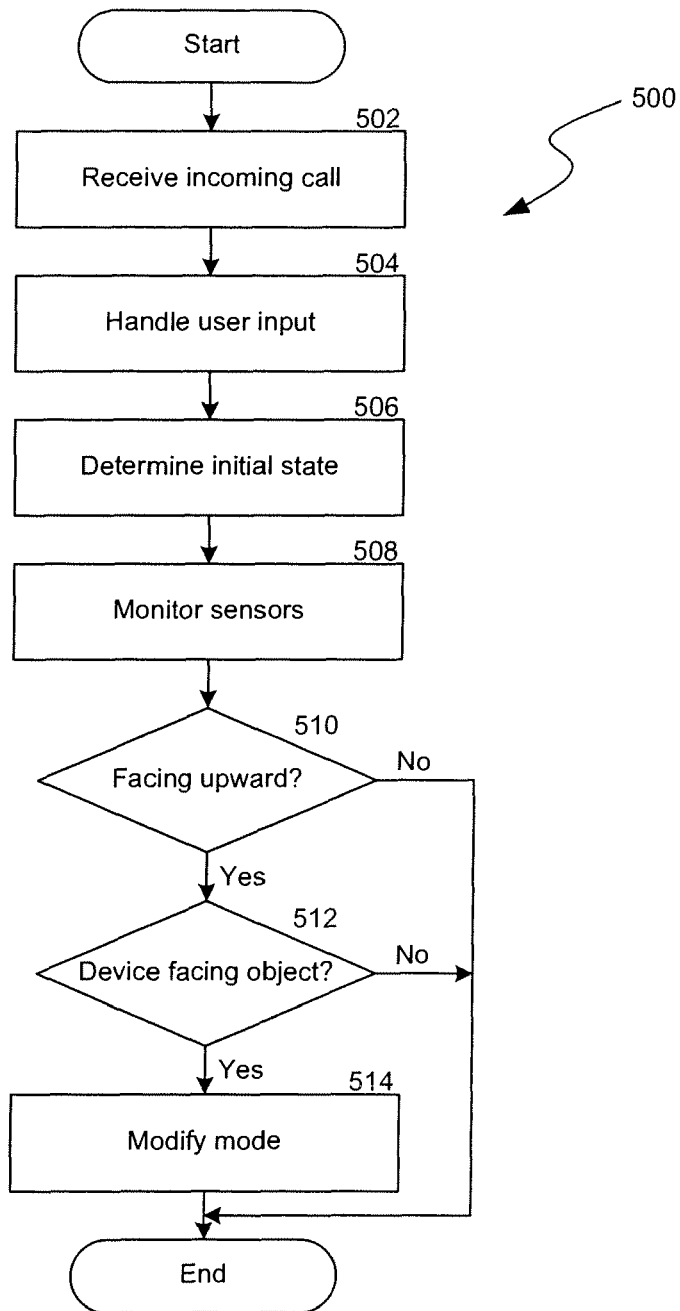 Start
500
502
Receive incoming call
504
Handle user input
506
Determine initial state
508
Monitor sensors
510
Facing upward?
No
Yes
512
Device facing object?
No
Yes
514
Modify mode
End